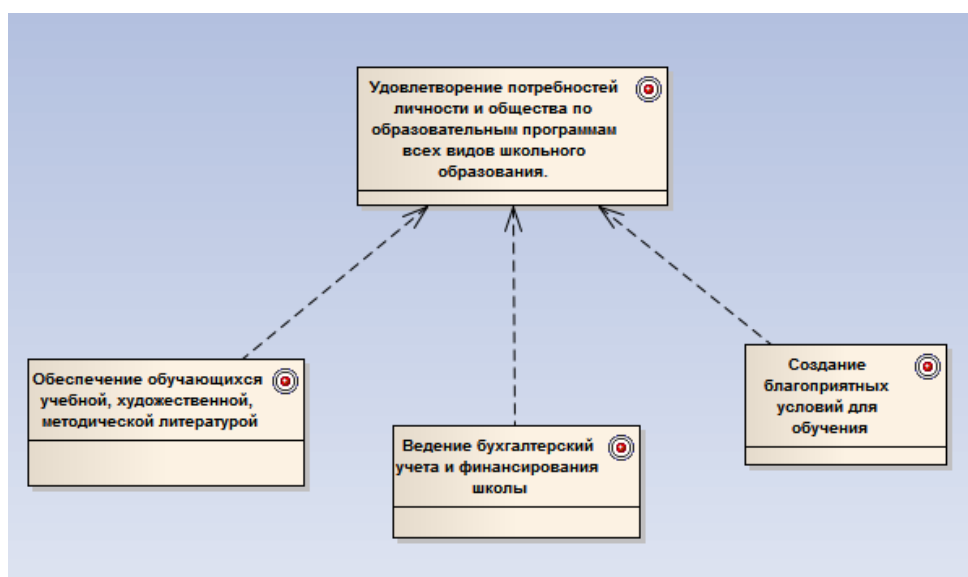 Удовлетворение потребностей
личности и общества по
образовательным программам
всех видов школьного
образования.
Обеспечение обучающихся
учебной, художественной,
методической литературой
Ведение бухгалтерский
учета и финансирования
школы
Создание
благоприятных
условий для
обучения